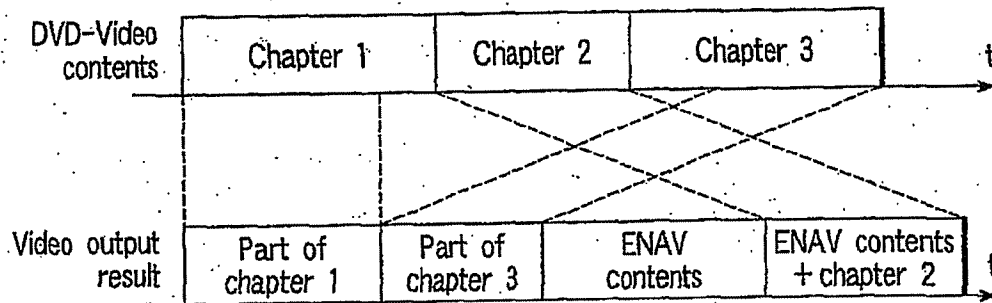 DVD-Video
contents
Chapter 1
Chapter 2
Chapter 3
t
Video output
result
Part of
chapter 1
Part of
chapter 3
ENAV
contents
ENAV contents
+ chapter 2
t